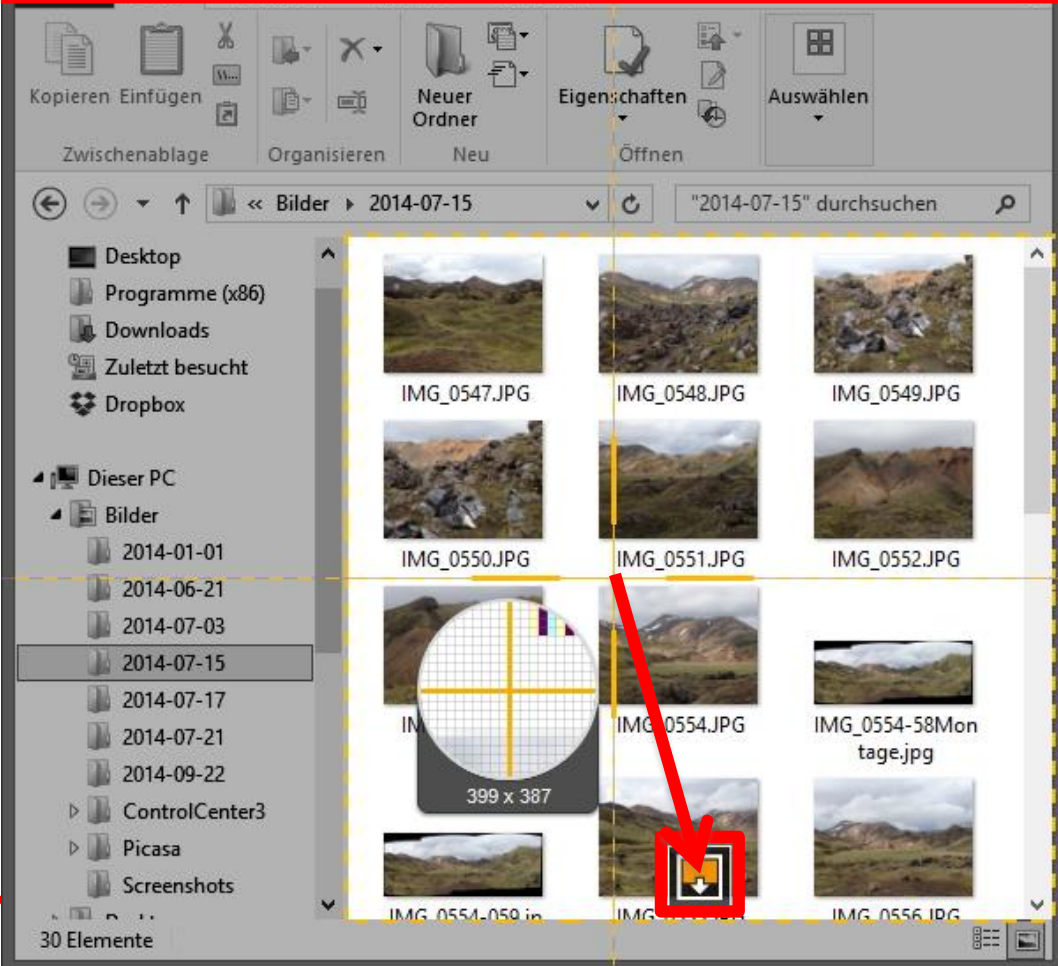 Kopieren Einfügen
Neuer
Ordner
Eigenschaften
Auswählen
Zwischenablage
Organisieren
Neu
Öffnen
« Bilder 2014-07-15
"2014-07-15" durchsuchen
Desktop
Programme (x86)
Downloads
Zuletzt besucht
Dropbox
Dieser PC
Bilder
2014-01-01
2014-06-21
2014-07-03
2014-07-15
2014-07-17
2014-07-21
2014-09-22
ControlCenter3
Picasa
Screenshots
IMG_0547.JPG
IMG_0548.JPG
IMG_0549.JPG
IMG_0550.JPG
IMG_0551.JPG
IMG_0552.JPG
IMG_0554.JPG
IMG_0554-58Mon
tage.jpg
399 x 387
IMG_0556.JPG
30 Elemente